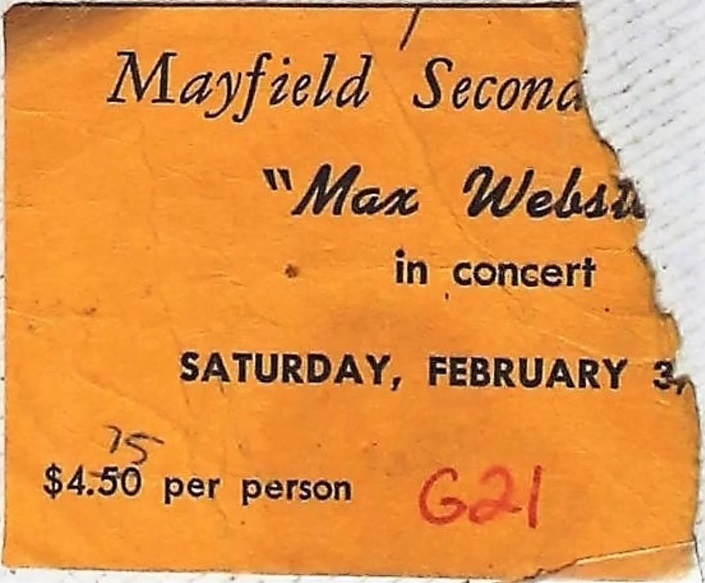 Mayfield Second
"Max Webst
in concert
SATURDAY, FEBRUARY 3,
75
$4.50 per person G21